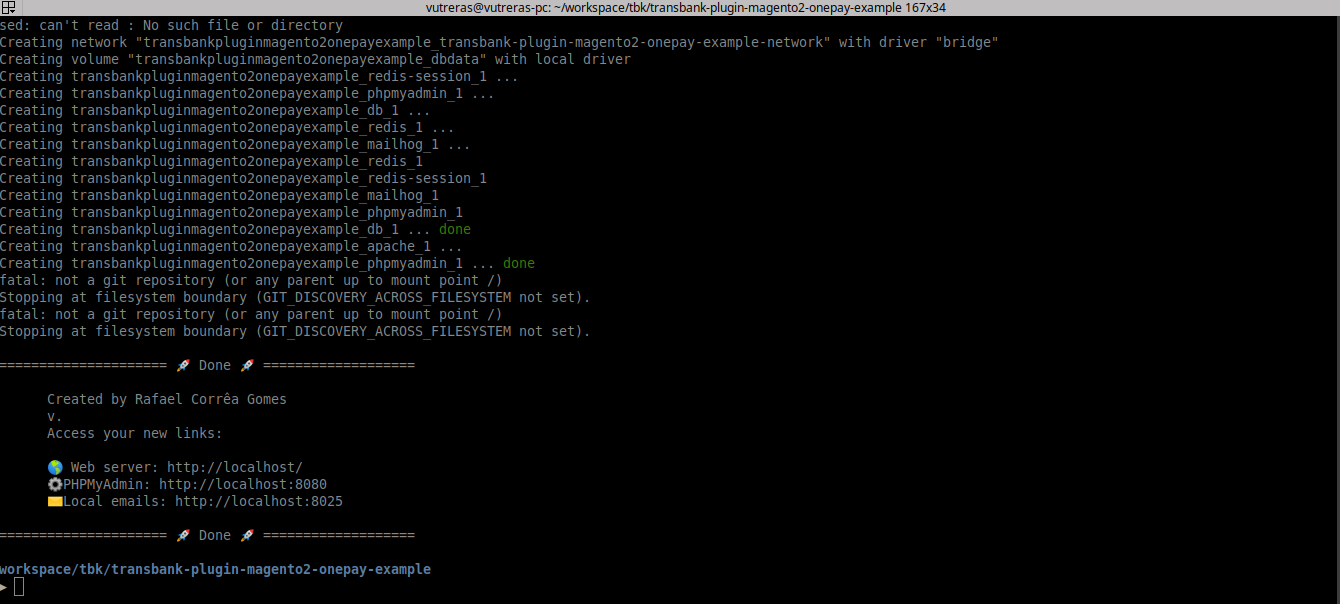 vutreras@vutreras-pc: ~/workspace/tbk/transbank-plugin-magento2-onepay-example 167x34
sed: can't read : No such file or directory
Creating network "transbankpluginmagento2onepayexample_transbank-plugin-magento2-onepay-example-network" with driver "bridge"
Creating volume "transbankpluginmagento2onepayexample_dbdata" with local driver
Creating transbankpluginmagento2onepayexample_redis-session_1 ...
Creating transbankpluginmagento2onepayexample_phpmyadmin_1 ...
Creating transbankpluginmagento2onepayexample_db_1 ...
Creating transbankpluginmagento2onepayexample_redis_1 ...
Creating transbankpluginmagento2onepayexample_mailhog_1 ...
Creating transbankpluginmagento2onepayexample_redis_1
Creating transbankpluginmagento2onepayexample_redis-session_1
Creating transbankpluginmagento2onepayexample_mailhog_1
Creating transbankpluginmagento2onepayexample_phpmyadmin_1
Creating transbankpluginmagento2onepayexample_db_1 ... done
Creating transbankpluginmagento2onepayexample_apache_1 ...
Creating transbankpluginmagento2onepayexample_phpmyadmin_1 ... done
fatal: not a git repository (or any parent up to mount point /)
Stopping at filesystem boundary (GIT_DISCOVERY_ACROSS_FILESYSTEM not set).
fatal: not a git repository (or any parent up to mount point /)
Stopping at filesystem boundary (GIT_DISCOVERY_ACROSS_FILESYSTEM not set).
===================== 🚀 Done 🚀 ===================
Created by Rafael Corrêa Gomes
v.
Access your new links:
🌎 Web server: http://localhost/
⚙PHPMyAdmin: http://localhost:8080
✉Local emails: http://localhost:8025
===================== 🚀 Done 🚀 ===================
workspace/tbk/transbank-plugin-magento2-onepay-example
▶